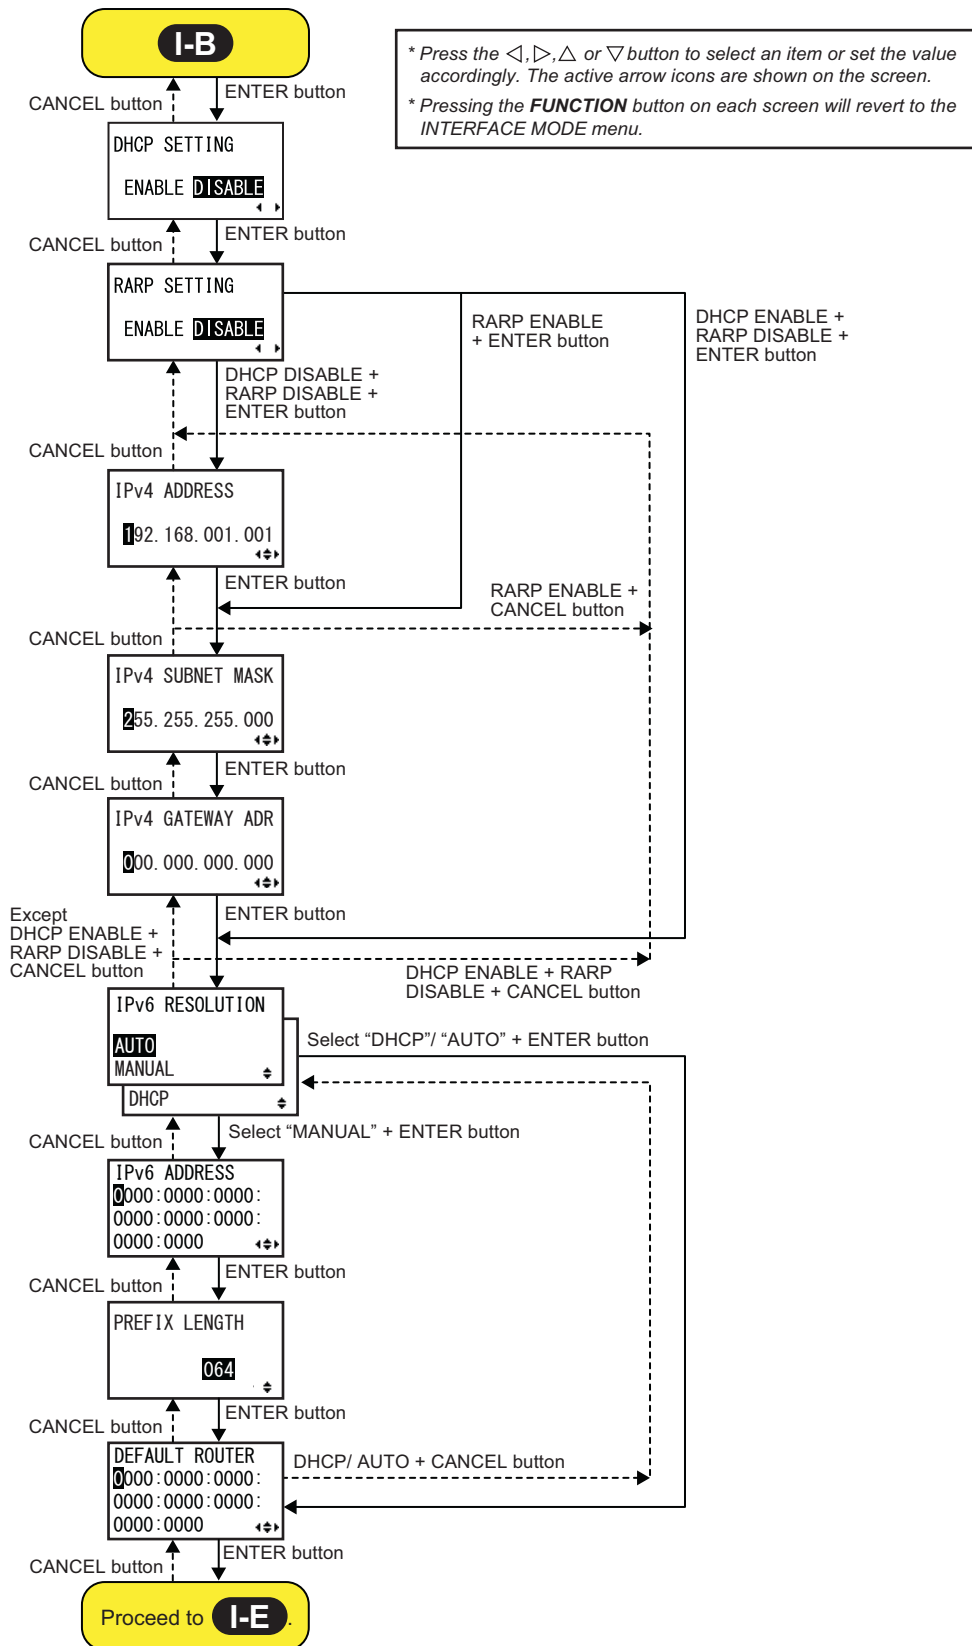 I-B
* Press the ◁, ▷, △ or ▽ button to select an item or set the value
accordingly. The active arrow icons are shown on the screen.
* Pressing the FUNCTION button on each screen will revert to the
INTERFACE MODE menu.
CANCEL button
ENTER button
DHCP SETTING
ENABLE DISABLE
CANCEL button
ENTER button
RARP SETTING
ENABLE DISABLE
RARP ENABLE
+ ENTER button
DHCP ENABLE +
RARP DISABLE +
ENTER button
DHCP DISABLE +
RARP DISABLE +
ENTER button
CANCEL button
IPv4 ADDRESS
192.168.001.001
ENTER button
RARP ENABLE +
CANCEL button
CANCEL button
IPv4 SUBNET MASK
255.255.255.000
ENTER button
CANCEL button
IPv4 GATEWAY ADR
000.000.000.000
Except
DHCP ENABLE +
RARP DISABLE +
CANCEL button
ENTER button
DHCP ENABLE + RARP
DISABLE + CANCEL button
IPv6 RESOLUTION
AUTO
MANUAL
DHCP
Select “DHCP”/ “AUTO” + ENTER button
CANCEL button
Select “MANUAL” + ENTER button
IPv6 ADDRESS
0000:0000:0000:
0000:0000:0000:
0000:0000
CANCEL button
ENTER button
PREFIX LENGTH
064
CANCEL button
ENTER button
DEFAULT ROUTER
0000:0000:0000:
0000:0000:0000:
0000:0000
DHCP/ AUTO + CANCEL button
CANCEL button
ENTER button
Proceed to I-E.